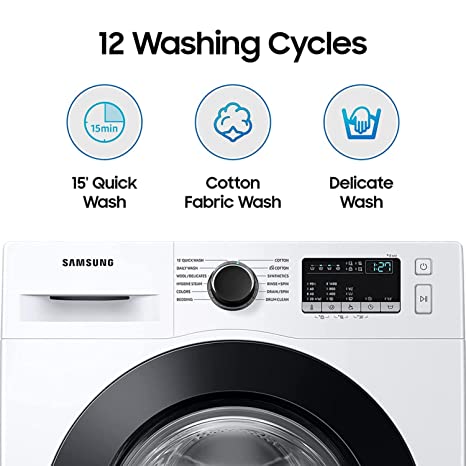 12 Washing Cycles
15min
15' Quick
Wash
Cotton
Fabric Wash
Delicate
Wash
SAMSUNG
15' QUICK WASH
DAILY WASH
WOOL/DELICATES
HYGIENE STEAM
COLORS
BEDDING
COTTON
COTTON
SYNTHETICS
RINSE+SPIN
DRAIN/SPIN
DRUM CLEAN
1:27